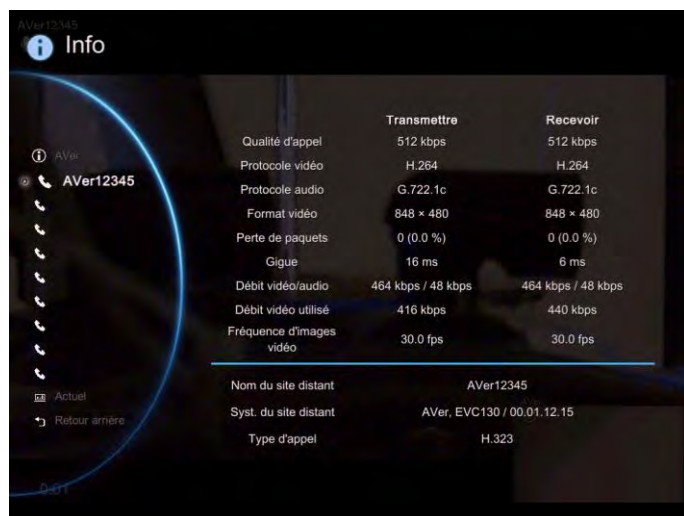 AVer12345
Info
Transmettre Recevoir
Qualité d'appel 512 kbps 512 kbps
Protocole vidéo H.264 H.264
Protocole audio G.722.1c G.722.1c
Format vidéo 848 × 480 848 × 480
Perte de paquets 0 (0.0 %) 0 (0.0 %)
Gigue 16 ms 6 ms
Débit vidéo/audio 464 kbps / 48 kbps 464 kbps / 48 kbps
Débit vidéo utilisé 416 kbps 440 kbps
Fréquence d'images
vidéo 30.0 fps 30.0 fps
Nom du site distant AVer12345
Syst. du site distant AVer, EVC130 / 00.01.12.15
Type d'appel H.323
AVer
AVer12345
Actuel
Retour arrière
0:01